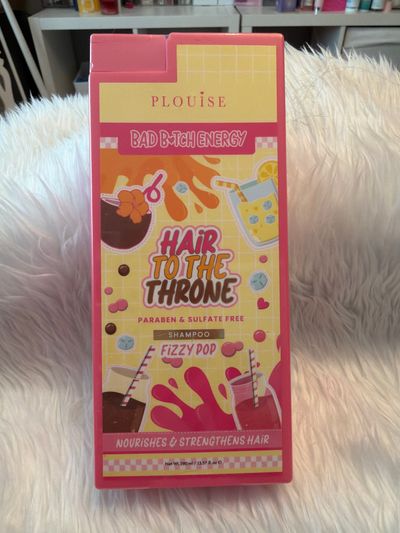 PLOUiSE
BAD B*TCH ENERGY
HAiR
TO THE
THRONE
PARABEN & SULFATE FREE
SHAMPOO
FiZZY POP
NOURISHES & STRENGTHENS HAIR